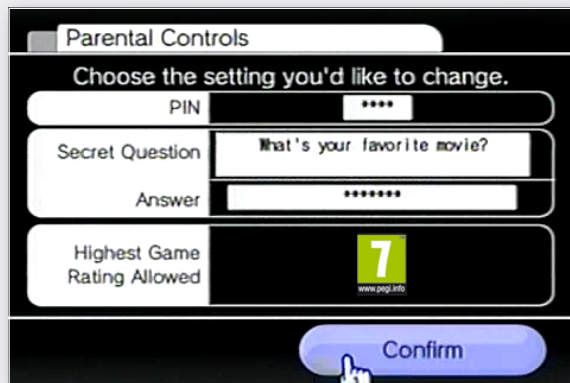 Parental Controls
Choose the setting you'd like to change.
PIN
****
Secret Question
What's your favorite movie?
Answer
*******
Highest Game
Rating Allowed
7
www.pegi.info
Confirm